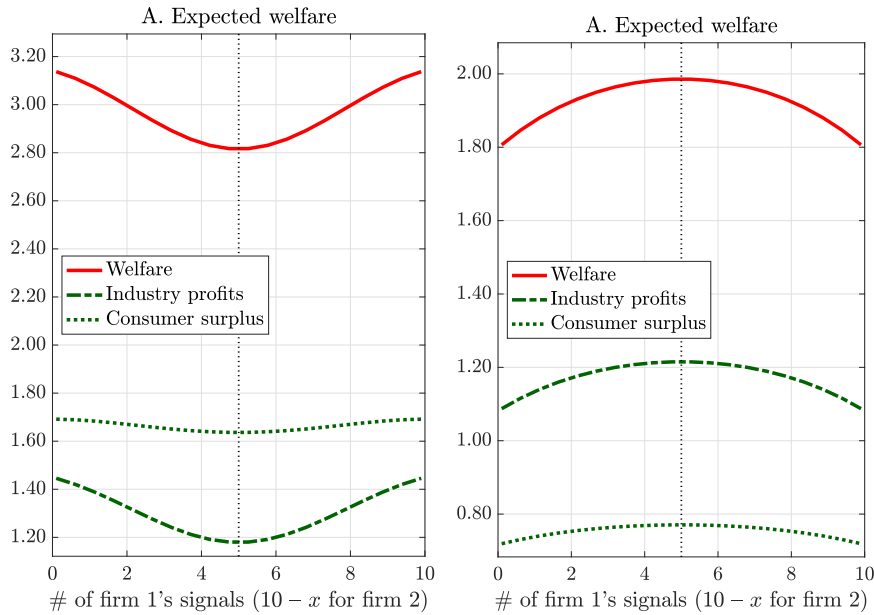 A. Expected welfare
3.20
3.00
2.80
2.60
2.40
2.20
2.00
1.80
1.60
1.40
1.20
Welfare
Industry profits
Consumer surplus
0 2 4 6 8 10
# of firm 1's signals (10 − x for firm 2)
A. Expected welfare
2.00
1.80
1.60
1.40
1.20
1.00
0.80
Welfare
Industry profits
Consumer surplus
0 2 4 6 8 10
# of firm 1's signals (10 − x for firm 2)